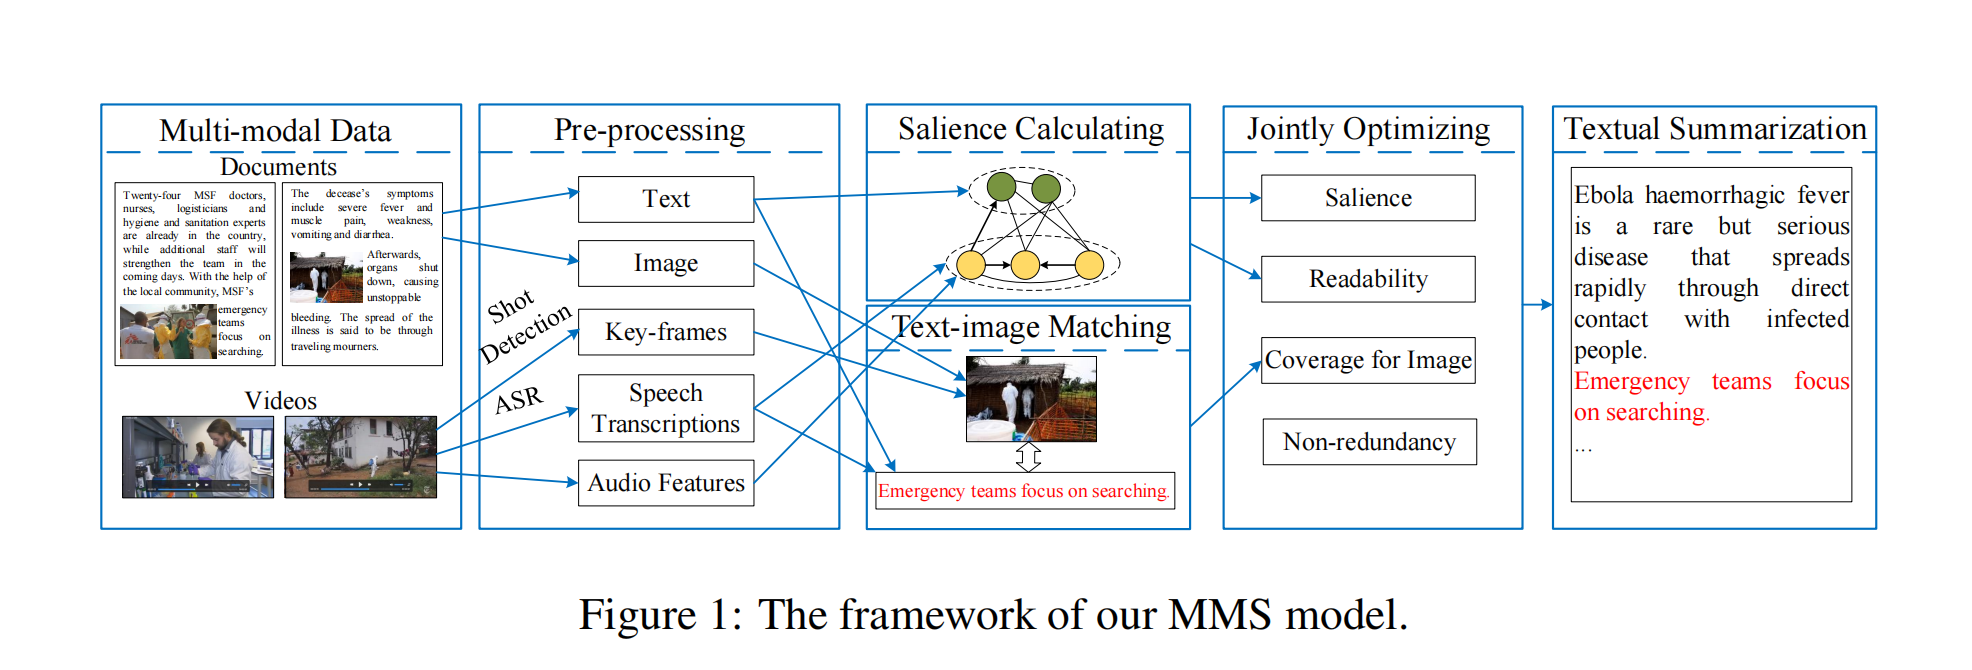 Multi-modal Data
Documents
Twenty-four MSF doctors,
nurses, logisticians and
hygiene and sanitation experts
are already in the country,
while additional staff will
strengthen the team in the
coming days. With the help of
the local community, MSF's
emergency
teams
focus on
searching.
The decease's symptoms
include severe fever and
muscle pain, weakness,
vomiting and diarrhea.
Afterwards,
organs shut
down, causing
unstoppable
bleeding. The spread of the
illness is said to be through
traveling mourners.
Videos
Shot
Detection
ASR
Pre-processing
Text
Image
Key-frames
Speech
Transcriptions
Audio Features
Salience Calculating
Text-image Matching
Emergency teams focus on searching.
Jointly Optimizing
Salience
Readability
Coverage for Image
Non-redundancy
Textual Summarization
Ebola haemorrhagic fever
is a rare but serious
disease that spreads
rapidly through direct
contact with infected
people.
Emergency teams focus
on searching.
...
Figure 1: The framework of our MMS model.